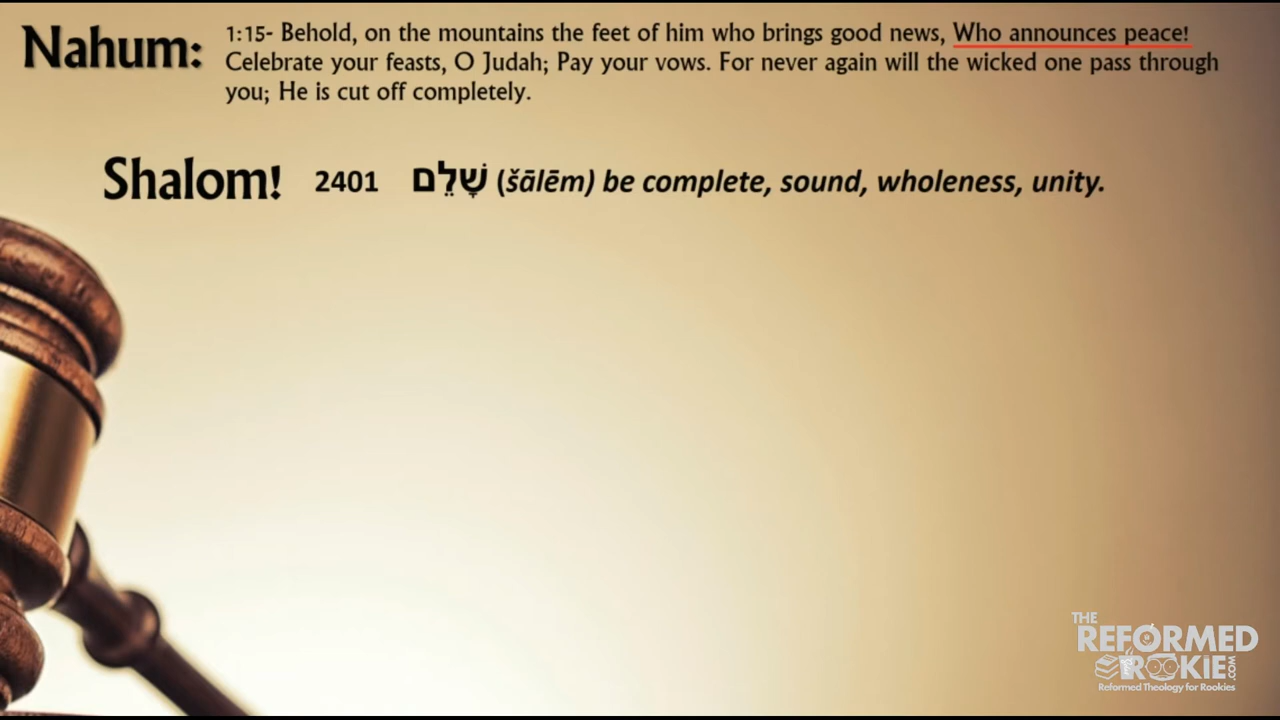 Nahum:
1:15- Behold, on the mountains the feet of him who brings good news, Who announces peace!
Celebrate your feasts, O Judah; Pay your vows. For never again will the wicked one pass through
you; He is cut off completely.
Shalom! 2401 שָׁלֵם (šālēm) be complete, sound, wholeness, unity.
THE
REFORMED
ROOKIE.COM
Reformed Theology for Rookies